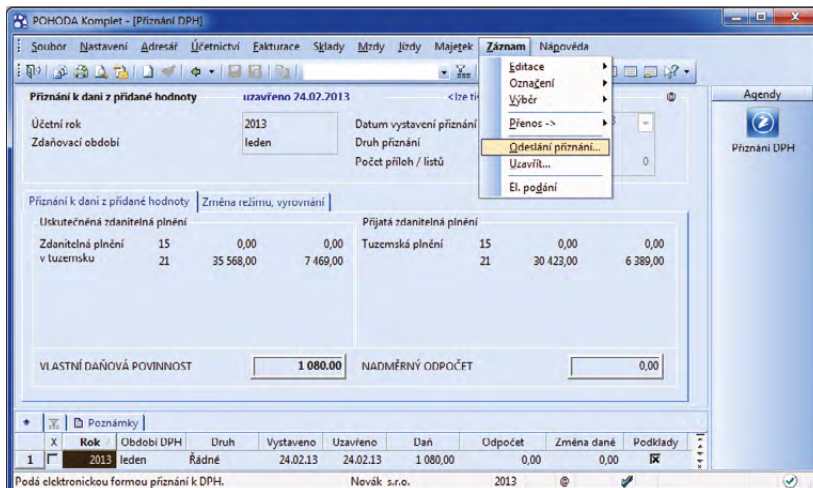 POHODA Komplet - [Přiznání DPH]
Soubor Nastavení Adresář Účetnictví Fakturace Sklady Mzdy Jízdy Majetek Záznam Nápověda
Editace
Označení
Výběr
Přenos ->
Odeslání přiznání...
Uzavřít...
El. podání
Agendy
Přiznání DPH
Přiznání k dani z přidané hodnoty uzavřeno 24.02.2013 <lze ti @
Účetní rok 2013 Datum vystavení přiznání
Zdaňovací období leden Druh přiznání
Počet příloh / listů 0
Přiznání k dani z přidané hodnoty Změna režimu, vyrovnání
Uskutečněná zdanitelná plnění Přijatá zdanitelná plnění
Zdanitelná plnění 15 0,00 0,00 Tuzemská plnění 15 0,00 0,00
v tuzemsku 21 35 568,00 7 469,00 21 30 423,00 6 389,00
VLASTNÍ DAŇOVÁ POVINNOST 1 080.00 NADMĚRNÝ ODPOČET 0,00
* Poznámky
X Rok Období DPH Druh Vystaveno Uzavřeno Daň Odpočet Změna daně Podklady
1 2013 leden Řádné 24.02.13 24.02.13 1 080,00 0,00 0,00
Podá elektronickou formou přiznání k DPH. Novák s.r.o. 2013 @